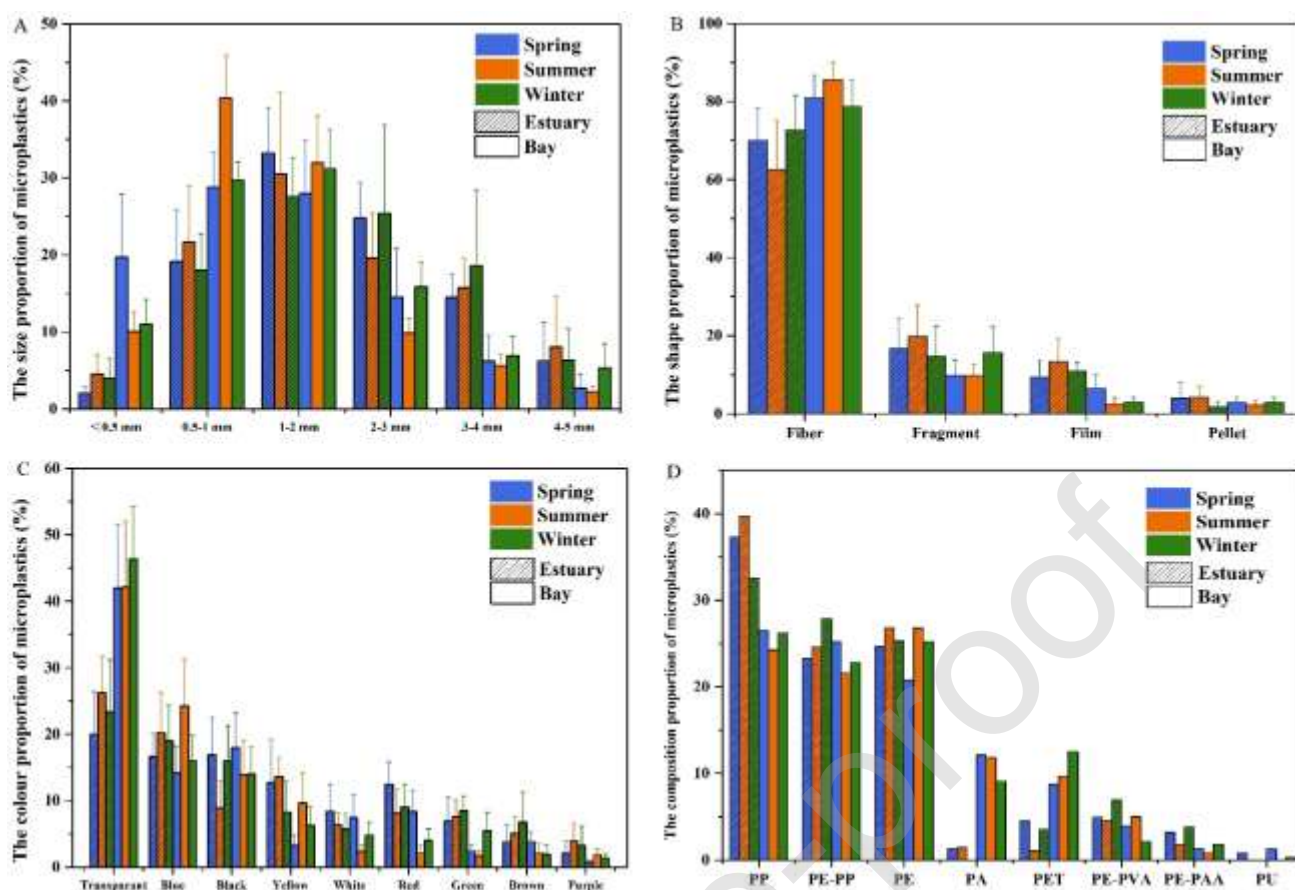 A
The size proportion of microplastics (%)
50
40
30
20
10
0
Spring
Summer
Winter
Estuary
Bay
<0.5 mm 0.5-1 mm 1-2 mm 2-3 mm 3-4 mm 4-5 mm
B
The shape proportion of microplastics (%)
100
80
60
40
20
0
Spring
Summer
Winter
Estuary
Bay
Fiber Fragment Film Pellet
C
The colour proportion of microplastics (%)
60
50
40
30
20
10
0
Spring
Summer
Winter
Estuary
Bay
Transparant Blue Black Yellow White Red Green Brown Purple
D
The composition proportion of microplastics (%)
40
30
20
10
0
Spring
Summer
Winter
Estuary
Bay
PP PE-PP PE PA PET PE-PVA PE-PAA PU
-proof